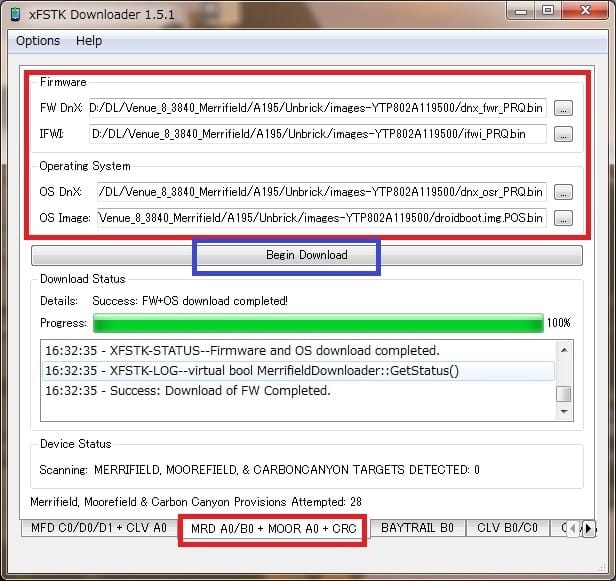 xFSTK Downloader 1.5.1
Options Help
Firmware
FW DnX: D:/DL/Venue_8_3840_Merrifield/A195/Unbrick/images-YTP802A119500/dnx_fwr_PRQ.bin ...
IFWI: D:/DL/Venue_8_3840_Merrifield/A195/Unbrick/images-YTP802A119500/ifwi_PRQ.bin ...
Operating System
OS DnX: /DL/Venue_8_3840_Merrifield/A195/Unbrick/images-YTP802A119500/dnx_osr_PRQ.bin ...
OS Image: Venue_8_3840_Merrifield/A195/Unbrick/images-YTP802A119500/droidboot.img.POS.bin ...
Begin Download
Download Status
Details: Success: FW+OS download completed!
Progress: 100%
16:32:35 - XFSTK-STATUS--Firmware and OS download completed.
16:32:35 - XFSTK-LOG--virtual bool MerrifieldDownloader::GetStatus()
16:32:35 - Success: Download of FW Completed.
Device Status
Scanning: MERRIFIELD, MOOREFIELD, & CARBONCANYON TARGETS DETECTED: 0
Merrifield, Moorefield & Carbon Canyon Provisions Attempted: 28
MFD C0/D0/D1 + CLV A0 MRD A0/B0 + MOOR A0 + CRC BAYTRAIL B0 CLV B0/C0